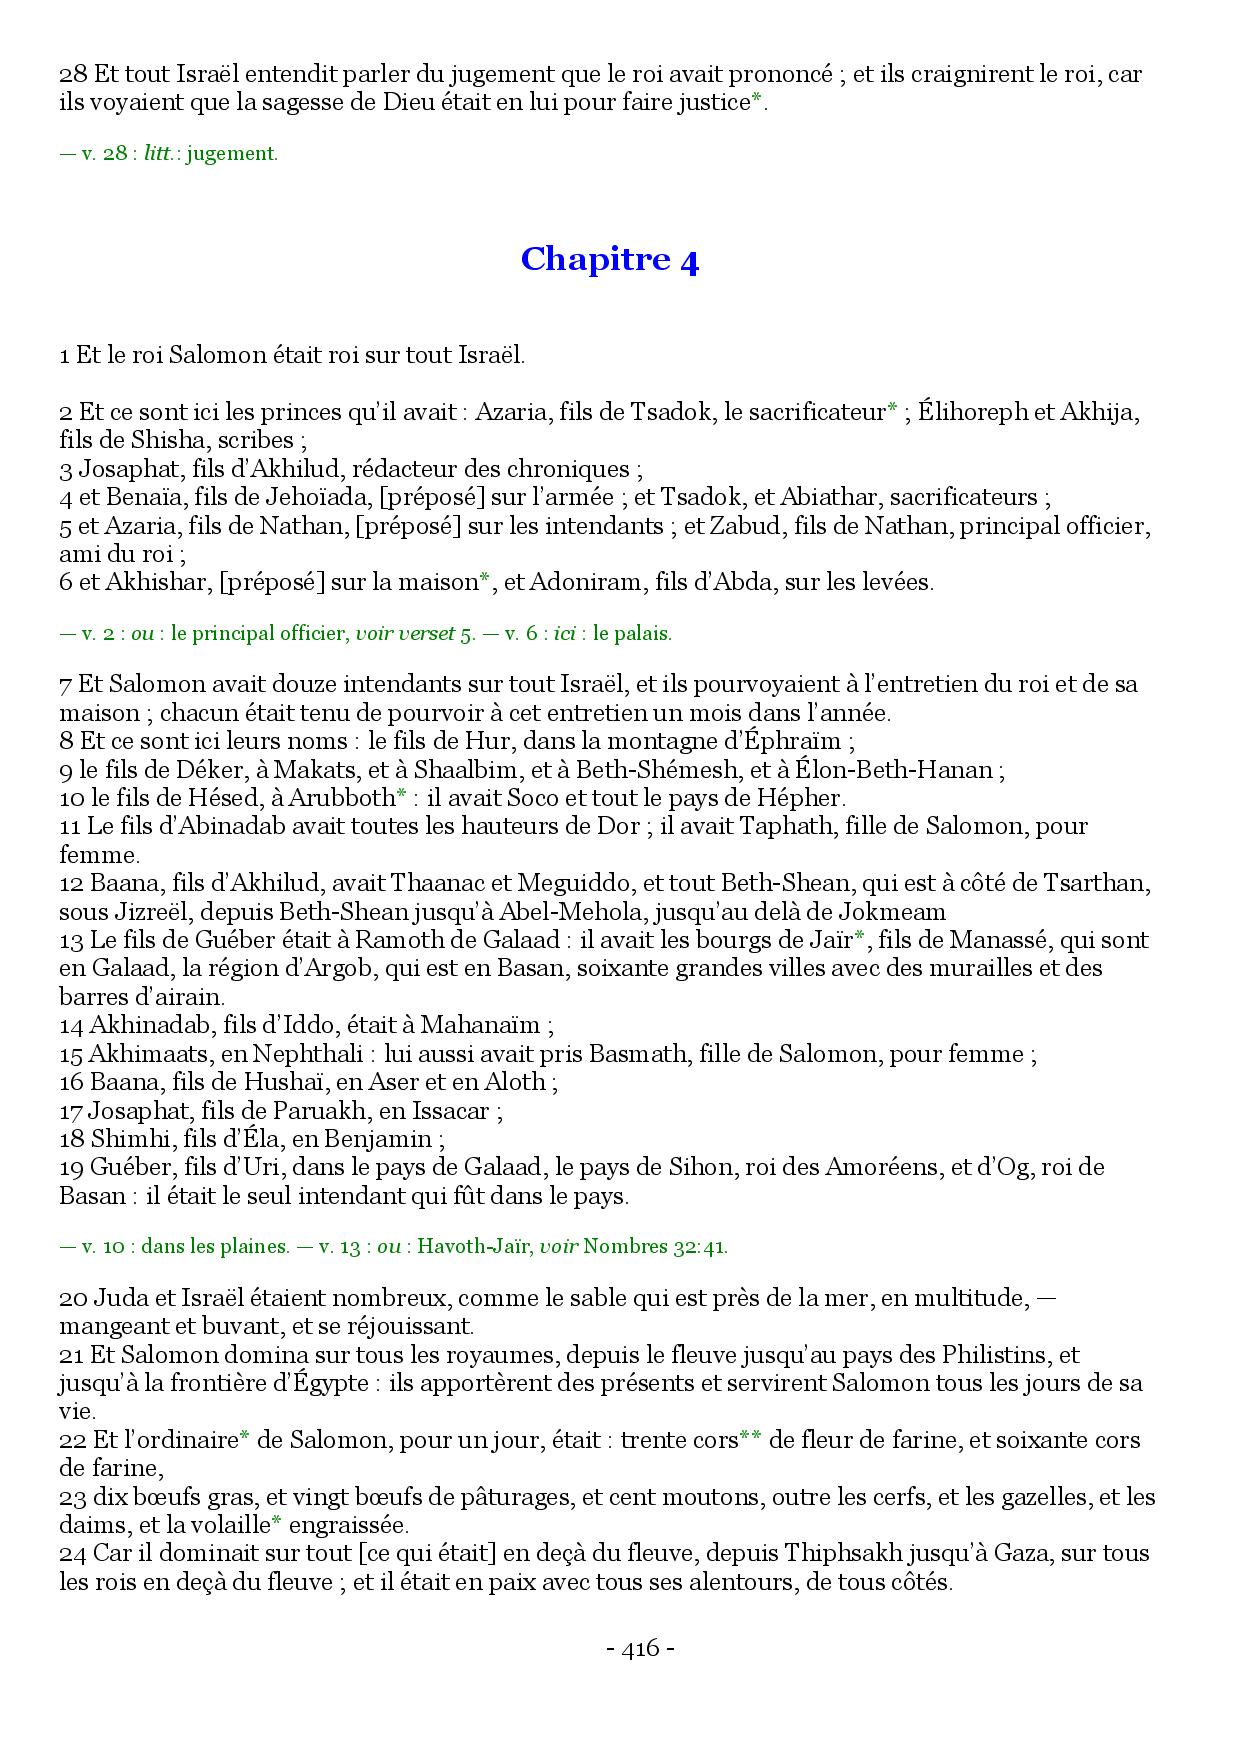 28 Et tout Israël entendit parler du jugement que le roi avait prononcé ; et ils craignirent le roi, car
ils voyaient que la sagesse de Dieu était en lui pour faire justice*.
— v. 28 : litt.: jugement.
Chapitre 4
1 Et le roi Salomon était roi sur tout Israël.
2 Et ce sont ici les princes qu’il avait : Azaria, fils de Tsadok, le sacrificateur* ; Élihoreph et Akhija,
fils de Shisha, scribes ;
3 Josaphat, fils d’Akhilud, rédacteur des chroniques ;
4 et Benaïa, fils de Jehoïada, [préposé] sur l’armée ; et Tsadok, et Abiathar, sacrificateurs ;
5 et Azaria, fils de Nathan, [préposé] sur les intendants ; et Zabud, fils de Nathan, principal officier,
ami du roi ;
6 et Akhishar, [préposé] sur la maison*, et Adoniram, fils d’Abda, sur les levées.
— v. 2 : ou : le principal officier, voir verset 5. — v. 6 : ici : le palais.
7 Et Salomon avait douze intendants sur tout Israël, et ils pourvoyaient à l’entretien du roi et de sa
maison ; chacun était tenu de pourvoir à cet entretien un mois dans l’année.
8 Et ce sont ici leurs noms : le fils de Hur, dans la montagne d’Éphraïm ;
9 le fils de Déker, à Makats, et à Shaalbim, et à Beth-Shémesh, et à Élon-Beth-Hanan ;
10 le fils de Hésed, à Arubboth* : il avait Soco et tout le pays de Hépher.
11 Le fils d’Abinadab avait toutes les hauteurs de Dor ; il avait Taphath, fille de Salomon, pour
femme.
12 Baana, fils d’Akhilud, avait Thaanac et Meguiddo, et tout Beth-Shean, qui est à côté de Tsarthan,
sous Jizreël, depuis Beth-Shean jusqu’à Abel-Mehola, jusqu’au delà de Jokmeam
13 Le fils de Guéber était à Ramoth de Galaad : il avait les bourgs de Jaïr*, fils de Manassé, qui sont
en Galaad, la région d’Argob, qui est en Basan, soixante grandes villes avec des murailles et des
barres d’airain.
14 Akhinadab, fils d’Iddo, était à Mahanaïm ;
15 Akhimaats, en Nephthali : lui aussi avait pris Basmath, fille de Salomon, pour femme ;
16 Baana, fils de Hushaï, en Aser et en Aloth ;
17 Josaphat, fils de Paruakh, en Issacar ;
18 Shimhi, fils d’Éla, en Benjamin ;
19 Guéber, fils d’Uri, dans le pays de Galaad, le pays de Sihon, roi des Amoréens, et d’Og, roi de
Basan : il était le seul intendant qui fût dans le pays.
— v. 10 : dans les plaines. — v. 13 : ou : Havoth-Jaïr, voir Nombres 32:41.
20 Juda et Israël étaient nombreux, comme le sable qui est près de la mer, en multitude, —
mangeant et buvant, et se réjouissant.
21 Et Salomon domina sur tous les royaumes, depuis le fleuve jusqu’au pays des Philistins, et
jusqu’à la frontière d’Égypte : ils apportèrent des présents et servirent Salomon tous les jours de sa
vie.
22 Et l’ordinaire* de Salomon, pour un jour, était : trente cors** de fleur de farine, et soixante cors
de farine,
23 dix bœufs gras, et vingt bœufs de pâturages, et cent moutons, outre les cerfs, et les gazelles, et les
daims, et la volaille* engraissée.
24 Car il dominait sur tout [ce qui était] en deçà du fleuve, depuis Thiphsakh jusqu’à Gaza, sur tous
les rois en deçà du fleuve ; et il était en paix avec tous ses alentours, de tous côtés.
- 416 -